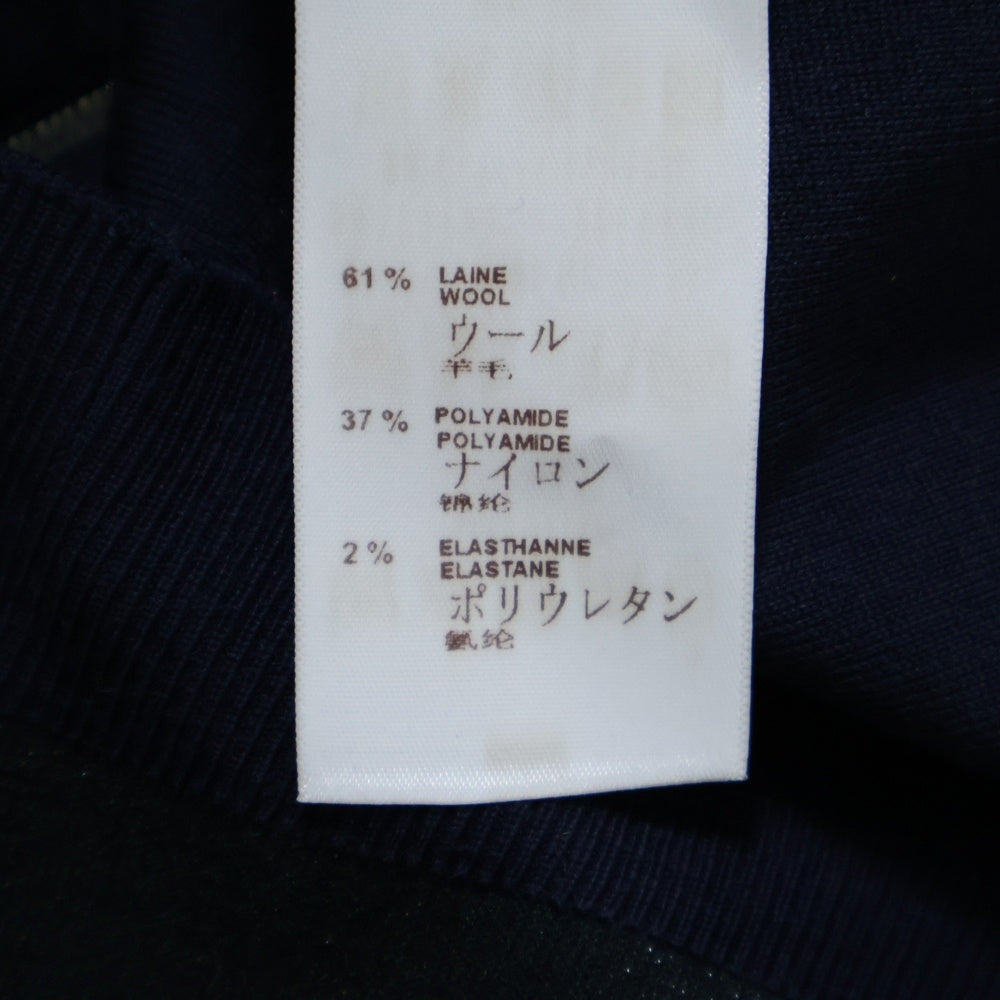 61 % LAINE
WOOL
ウール
羊毛
37 % POLYAMIDE
POLYAMIDE
ナイロン
锦纶
2 % ELASTHANNE
ELASTANE
ポリウレタン
氨纶